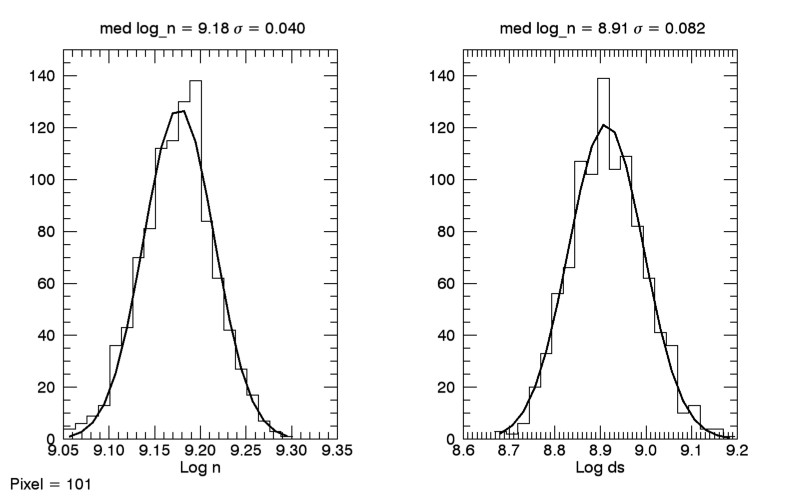 med log_n = 9.18 σ = 0.040
140
120
100
80
60
40
20
0
9.05 9.10 9.15 9.20 9.25 9.30 9.35
Log n
med log_n = 8.91 σ = 0.082
140
120
100
80
60
40
20
0
8.6 8.7 8.8 8.9 9.0 9.1 9.2
Log ds
Pixel = 101